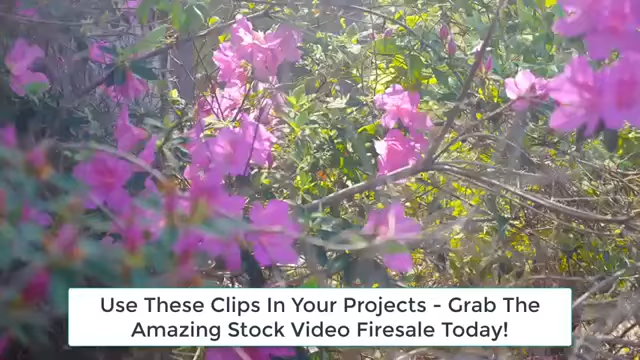 Use These Clips In Your Projects - Grab The
Amazing Stock Video Firesale Today!